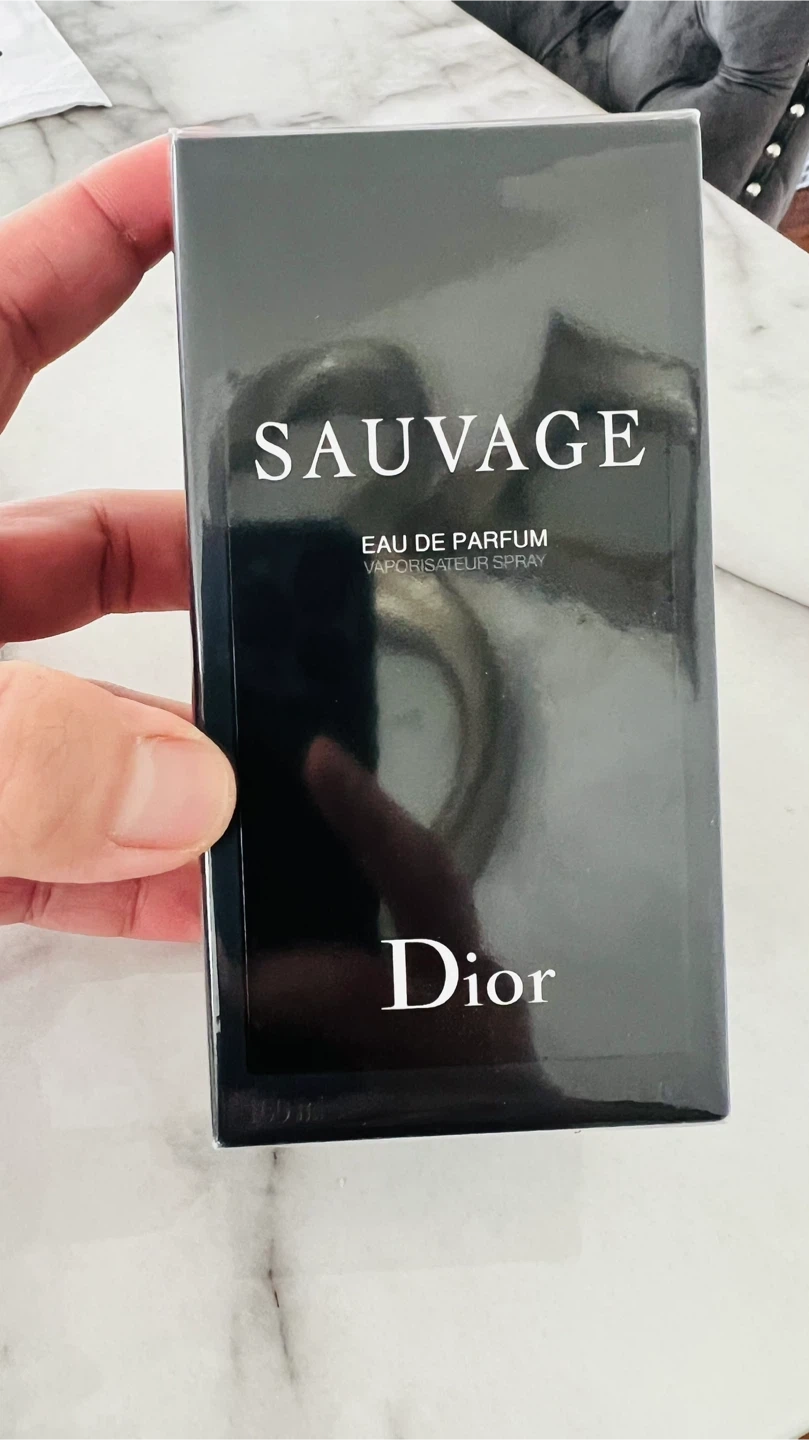 SAUVAGE
EAU DE PARFUM
VAPORISATEUR SPRAY
Dior